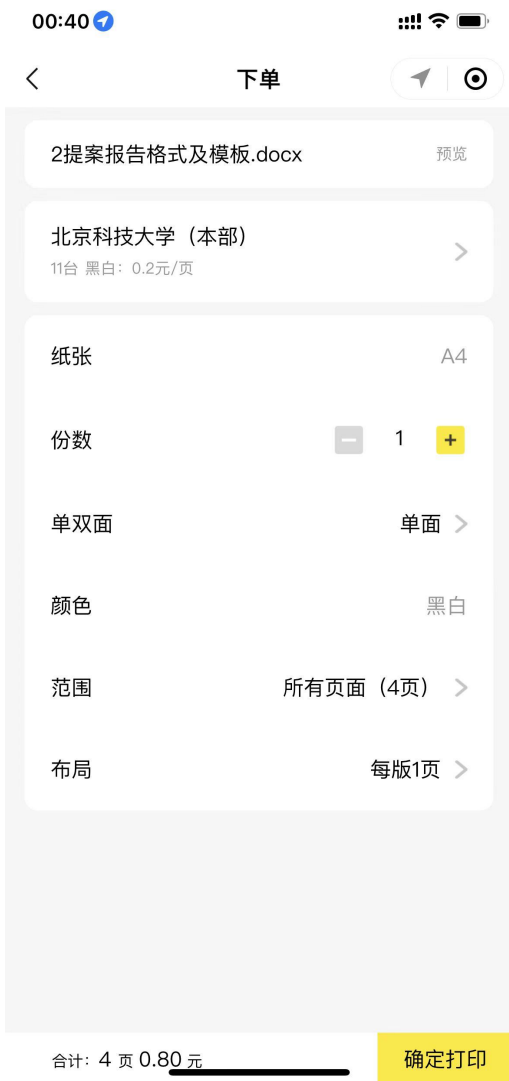 00:40
下单
2提案报告格式及模板.docx 预览
北京科技大学（本部）
11台 黑白：0.2元/页
纸张 A4
份数 1
单双面 单面
颜色 黑白
范围 所有页面（4页）
布局 每版1页
合计：4 页 0.80 元 确定打印